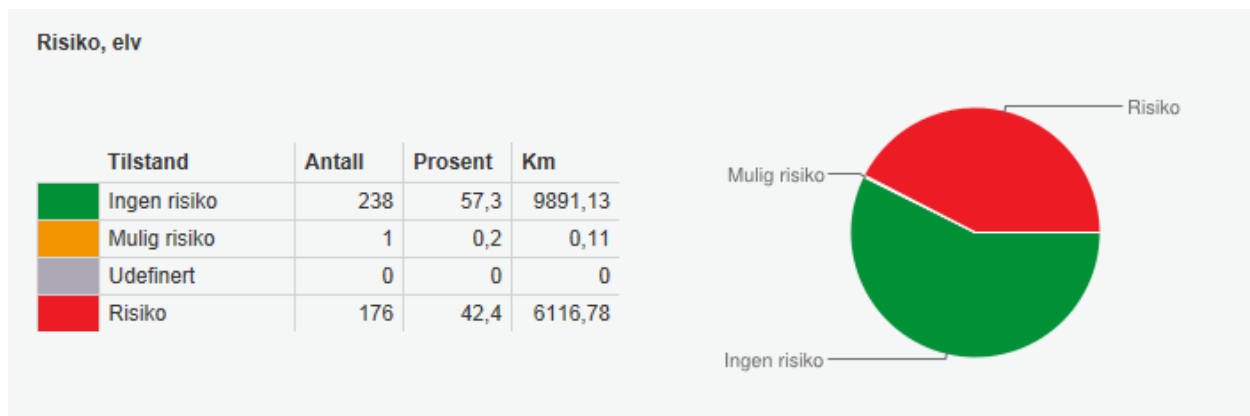 Risiko, elv
Tilstand Antall Prosent Km
Ingen risiko 238 57,3 9891,13
Mulig risiko 1 0,2 0,11
Udefinert 0 0 0
Risiko 176 42,4 6116,78
Risiko
Mulig risiko
Ingen risiko